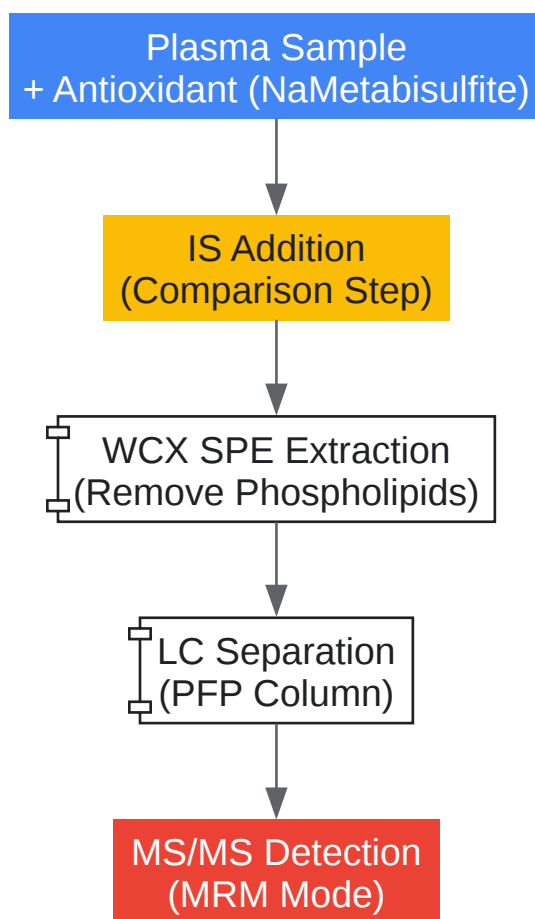 Plasma Sample
+ Antioxidant (NaMetabisulfite)
IS Addition
(Comparison Step)
WCX SPE Extraction
(Remove Phospholipids)
LC Separation
(PFP Column)
MS/MS Detection
(MRM Mode)